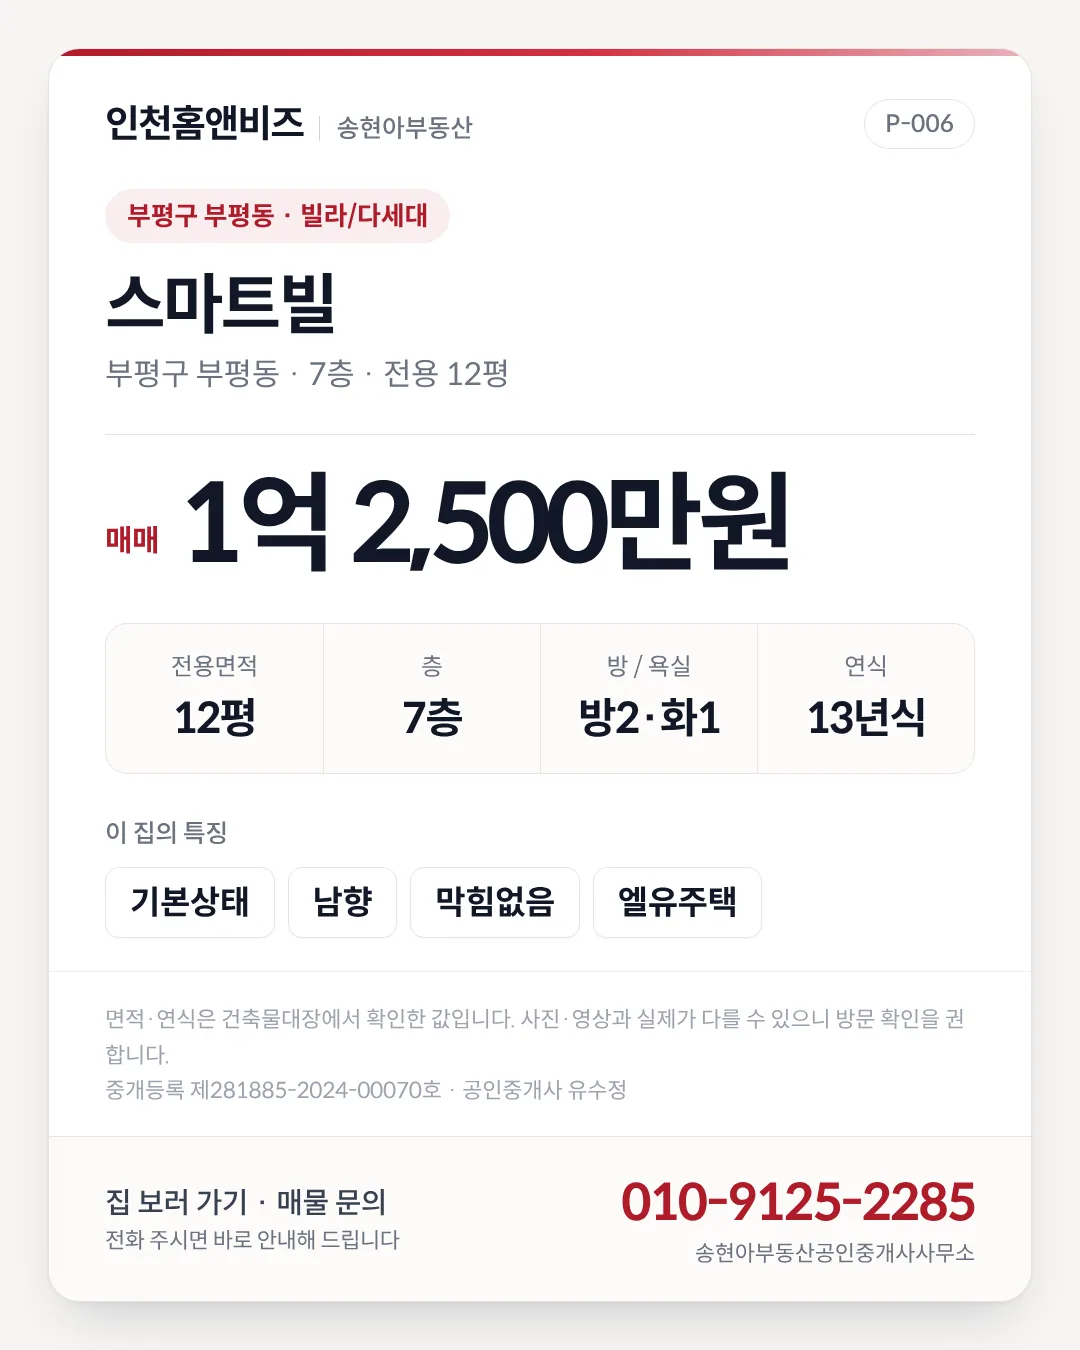 인천홈앤비즈 | 송현아부동산
P-006
부평구 부평동 · 빌라/다세대
스마트빌
부평구 부평동 · 7층 · 전용 12평
매매 1억 2,500만원
전용면적 층 방 / 욕실 연식
12평 7층 방2·화1 13년식
이 집의 특징
기본상태 남향 막힘없음 엘유주택
면적·연식은 건축물대장에서 확인한 값입니다. 사진·영상과 실제가 다를 수 있으니 방문 확인을 권
합니다.
중개등록 제281885-2024-00070호 · 공인중개사 유수정
집 보러 가기 · 매물 문의
전화 주시면 바로 안내해 드립니다
010-9125-2285
송현아부동산공인중개사사무소